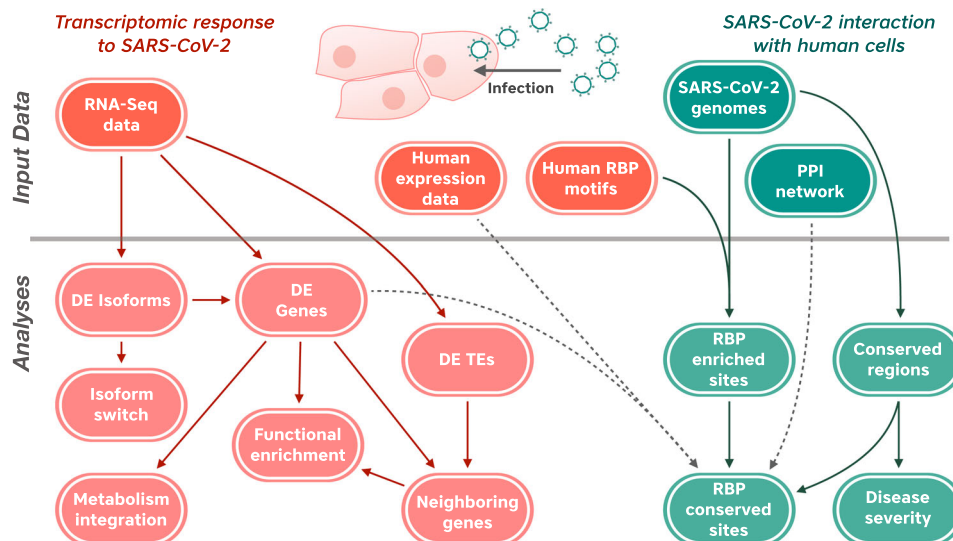 Transcriptomic response
to SARS-CoV-2
SARS-CoV-2 interaction
with human cells
Infection
Input Data
RNA-Seq
data
Human
expression
data
Human RBP
motifs
SARS-CoV-2
genomes
PPI
network
Analyses
DE Isoforms
DE
Genes
DE TEs
RBP
enriched
sites
Conserved
regions
Isoform
switch
Functional
enrichment
Metabolism
integration
Neighboring
genes
RBP
conserved
sites
Disease
severity